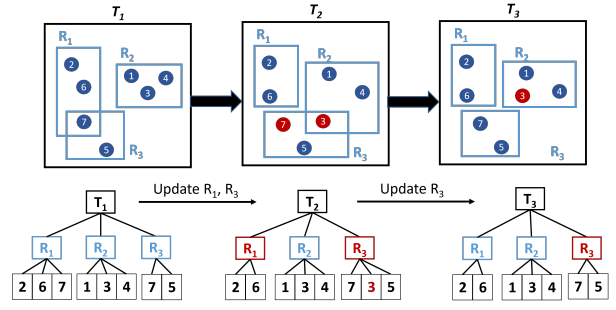 T1 T2 T3
R1 R2 2 6 1 3 4 7 5 R3
R1 R2 2 6 1 4 7 3 5 R3
R1 R2 2 6 1 3 4 7 5 R3
Update R1, R3 Update R3
T1 T2 T3
R1 R2 R3 R1 R2 R3 R1 R2 R3
2 6 7 1 3 4 7 5 2 6 1 3 4 7 3 5 2 6 1 3 4 7 5